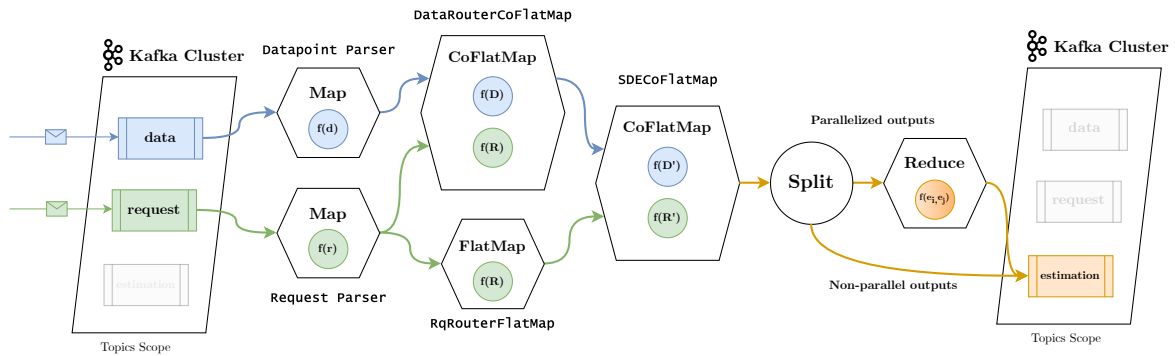 Kafka Cluster
data
request
estimation
Topics Scope
Datapoint Parser
Map
f(d)
Map
f(r)
Request Parser
DataRouterCoFlatMap
CoFlatMap
f(D)
f(R)
FlatMap
f(R)
RqRouterFlatMap
SDECoFlatMap
CoFlatMap
f(D')
f(R')
Split
Parallelized outputs
Non-parallel outputs
Reduce
f(ei,ej)
Kafka Cluster
data
request
estimation
Topics Scope